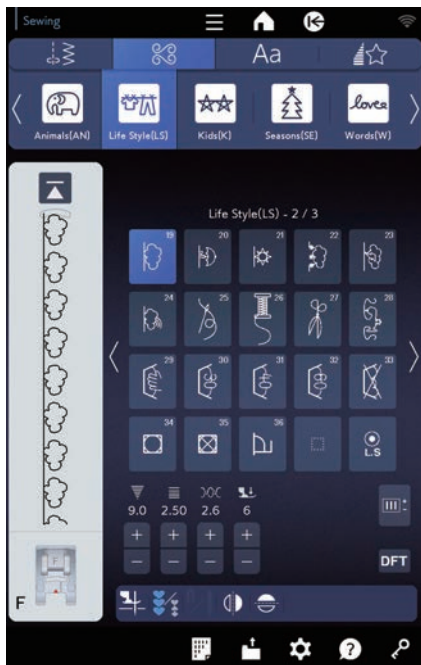 Sewing
Aa
Animals(AN) Life Style(LS) Kids(K) Seasons(SE) Words(W)
Life Style(LS) - 2 / 3
19 20 21 22 23
24 25 26 27 28
29 30 31 32 33
34 35 36
L.S
9.0 2.50 2.6 6
+ + + +
− − − −
DFT
F
?